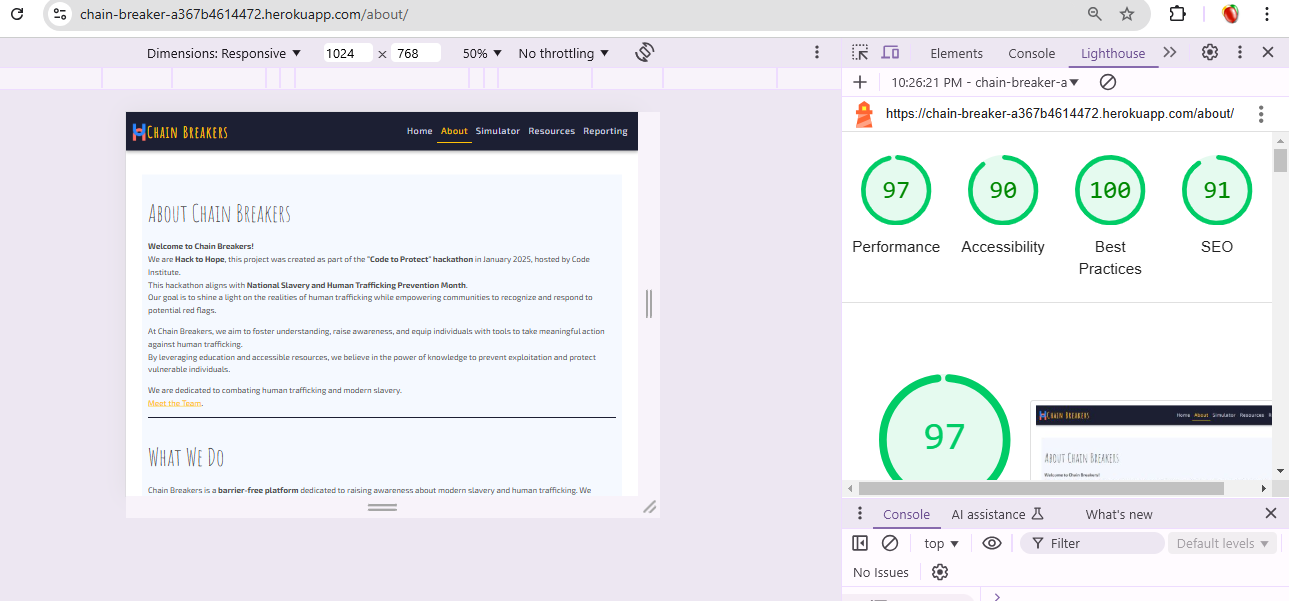 chain-breaker-a367b4614472.herokuapp.com/about/
Dimensions: Responsive ▼ 1024 × 768 50% ▼ No throttling ▼
Chain Breakers
Home About Simulator Resources Reporting
About Chain Breakers
Welcome to Chain Breakers!
We are Hack to Hope, this project was created as part of the "Code to Protect" hackathon in January 2025, hosted by Code
Institute.
This hackathon aligns with National Slavery and Human Trafficking Prevention Month.
Our goal is to shine a light on the realities of human trafficking while empowering communities to recognize and respond to
potential red flags.
At Chain Breakers, we aim to foster understanding, raise awareness, and equip individuals with tools to take meaningful action
against human trafficking.
By leveraging education and accessible resources, we believe in the power of knowledge to prevent exploitation and protect
vulnerable individuals.
We are dedicated to combating human trafficking and modern slavery.
Meet the Team.
What We Do
Chain Breakers is a barrier-free platform dedicated to raising awareness about modern slavery and human trafficking. We
Elements Console Lighthouse
10:26:21 PM - chain-breaker-a▼
https://chain-breaker-a367b4614472.herokuapp.com/about/
97 90 100 91
Performance Accessibility Best Practices SEO
97
Chain Breakers
Home About Simulator Resources
About Chain Breakers
Welcome to Chain Breakers!
Console AI assistance What's new
top ▼ Filter Default levels ▼
No Issues